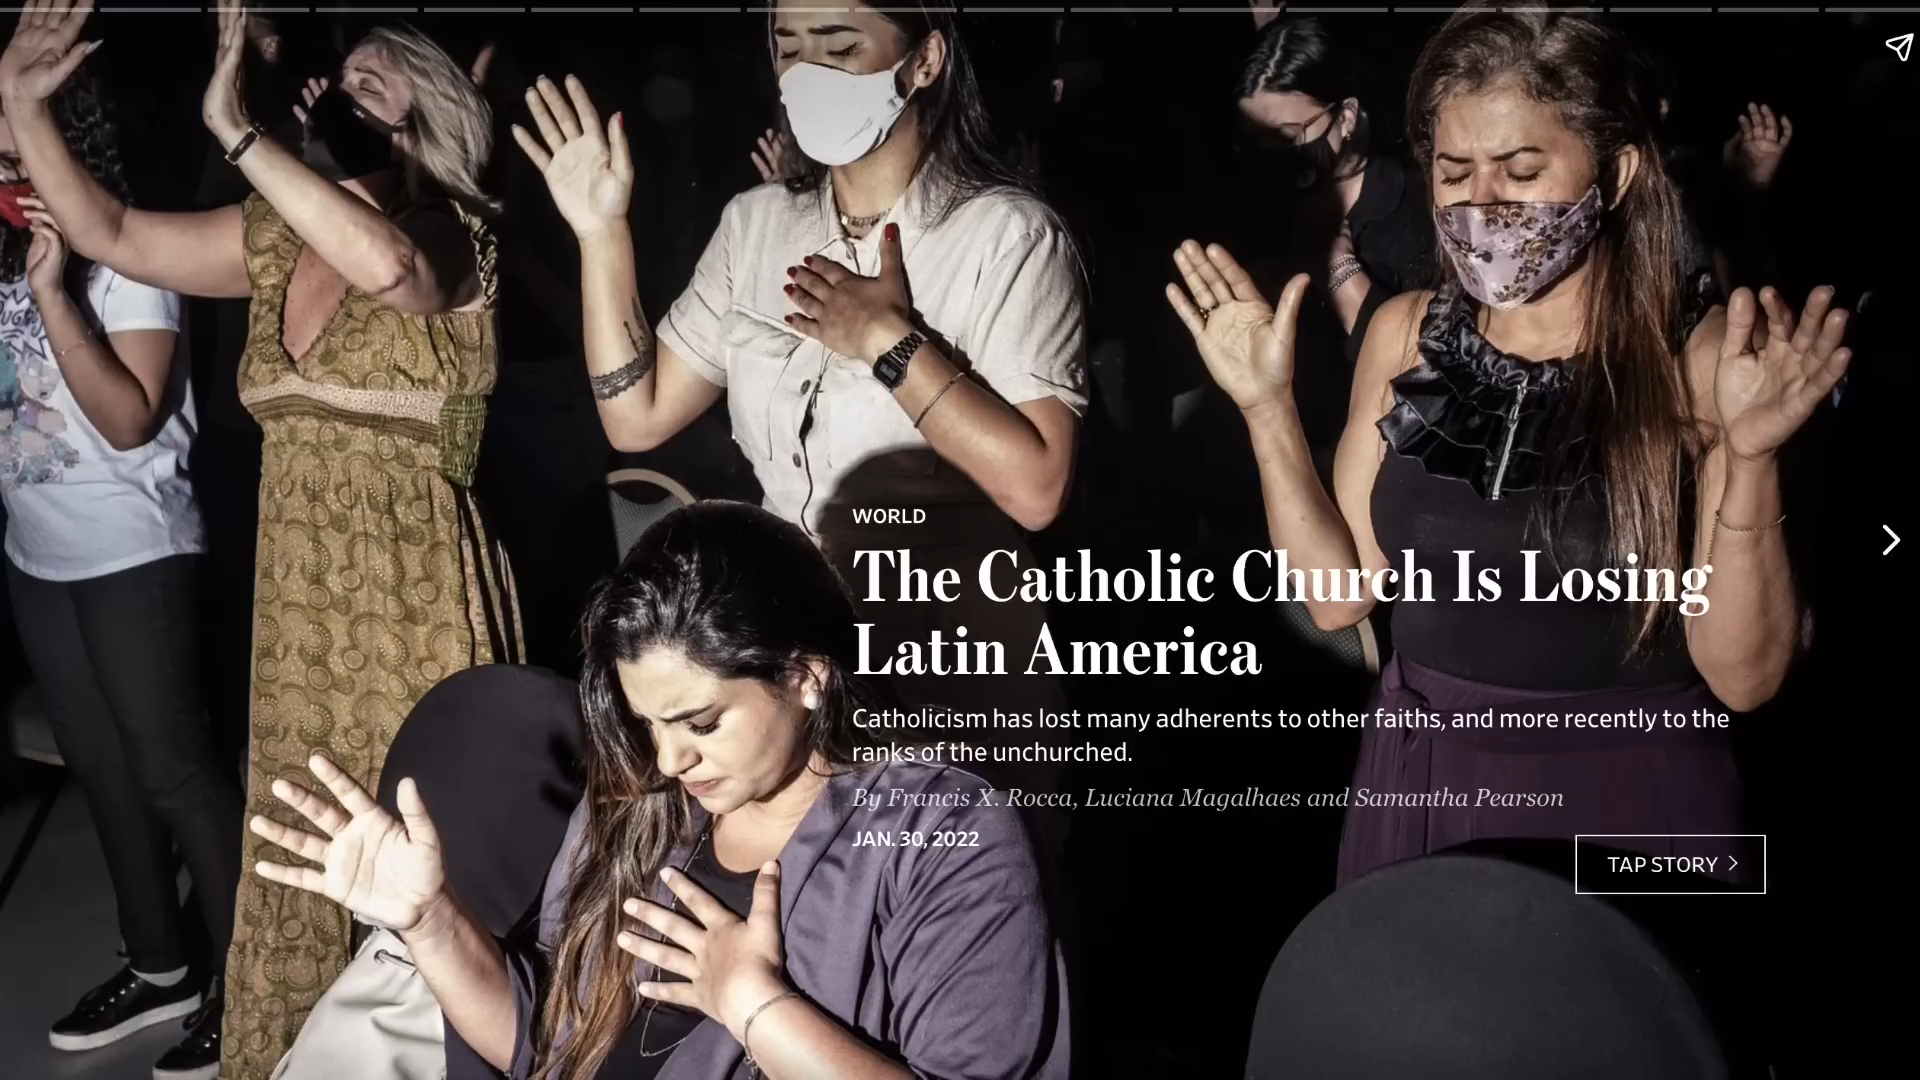 WORLD
The Catholic Church Is Losing
Latin America
Catholicism has lost many adherents to other faiths, and more recently to the
ranks of the unchurched.
By Francis X. Rocca, Luciana Magalhaes and Samantha Pearson
JAN. 30, 2022
TAP STORY